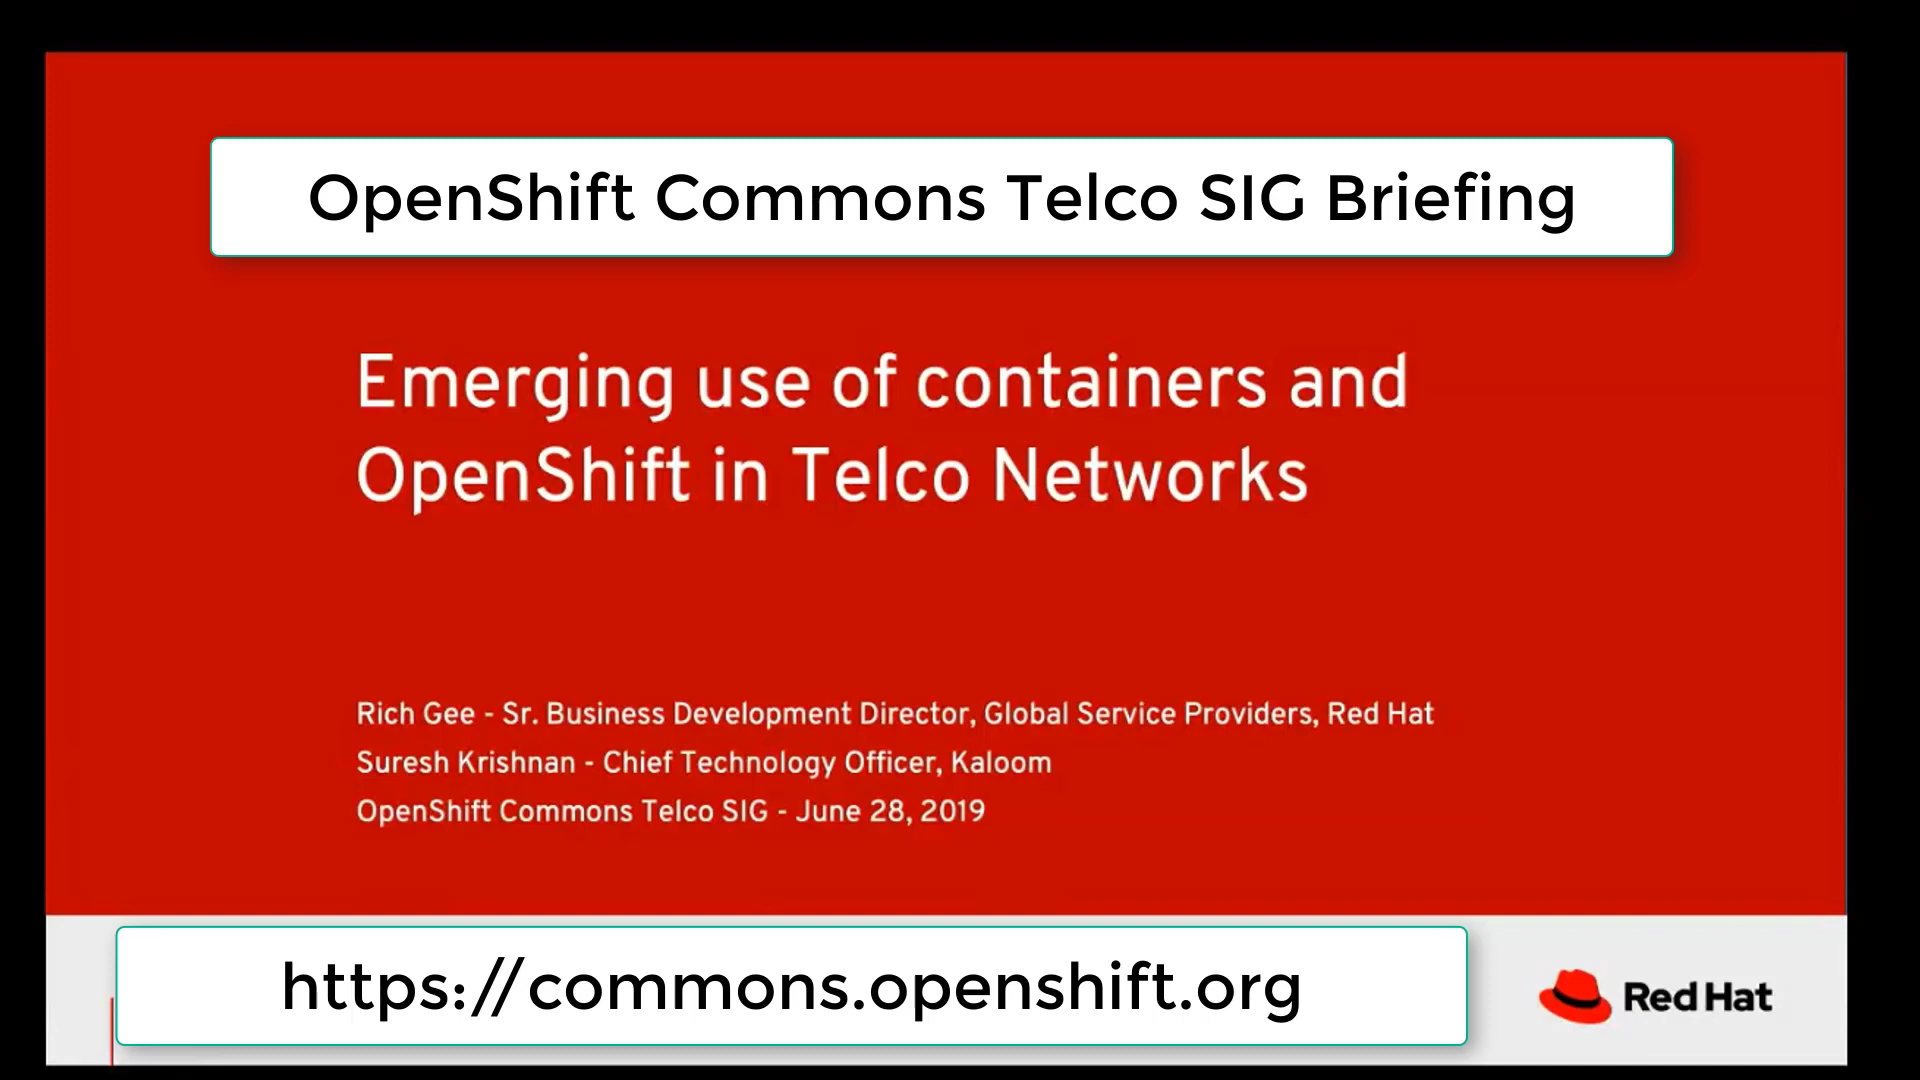 OpenShift Commons Telco SIG Briefing
Emerging use of containers and
OpenShift in Telco Networks
Rich Gee - Sr. Business Development Director, Global Service Providers, Red Hat
Suresh Krishnan - Chief Technology Officer, Kaloom
OpenShift Commons Telco SIG - June 28, 2019
https://commons.openshift.org
Red Hat